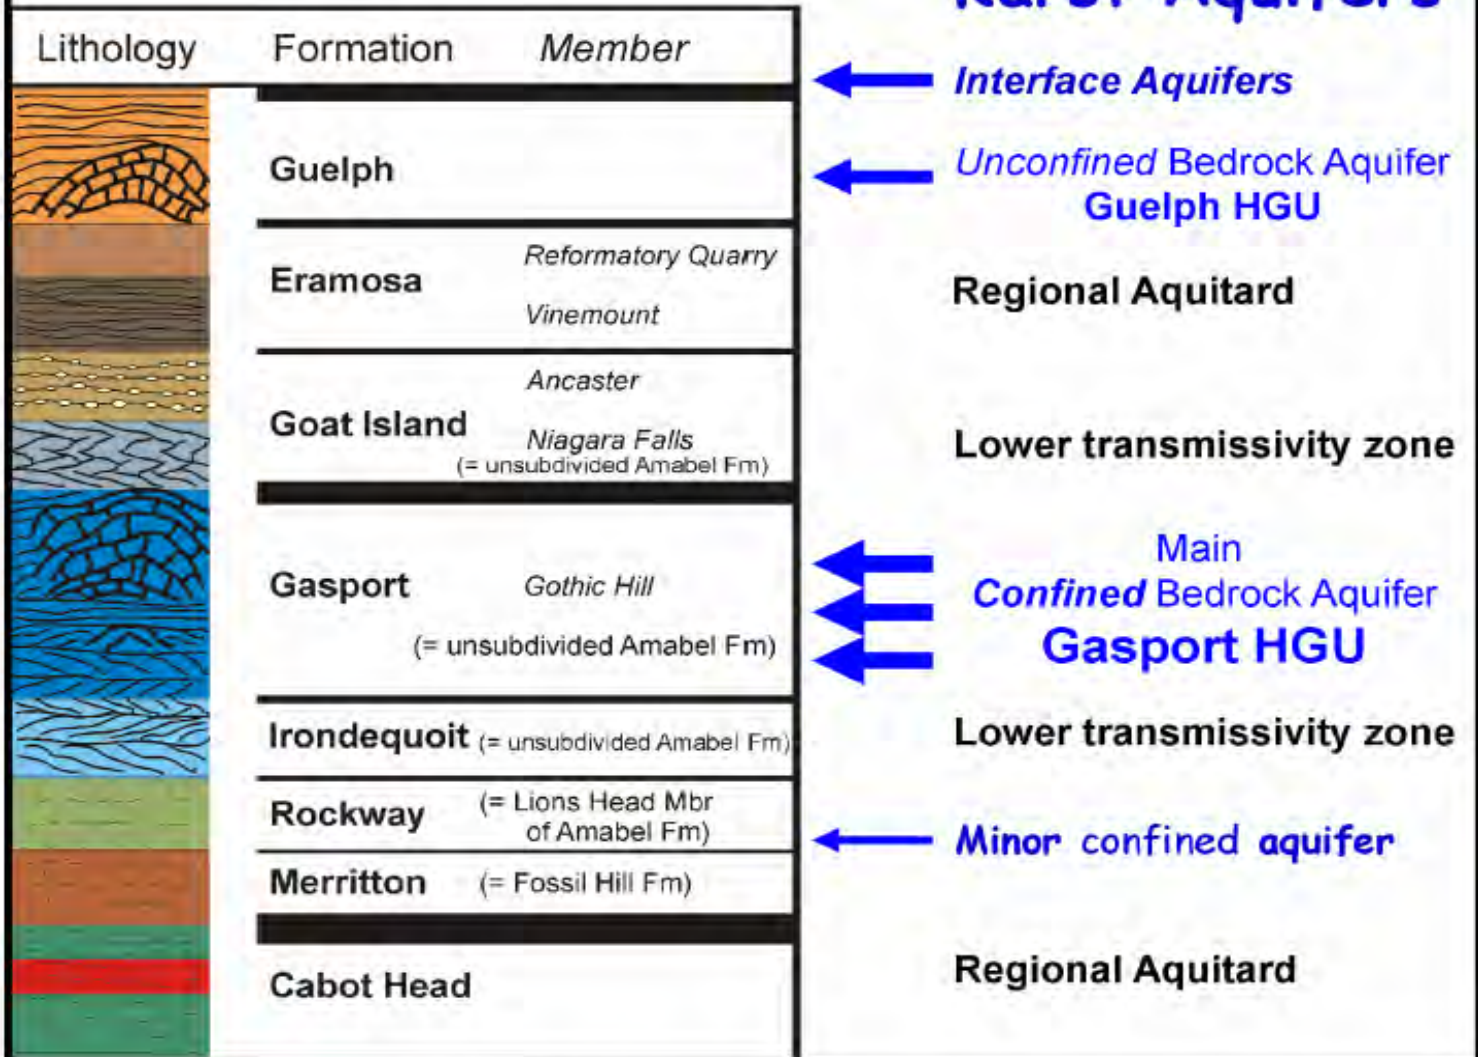 Karst Aquifers
Lithology Formation Member
Interface Aquifers
Guelph
Unconfined Bedrock Aquifer
Guelph HGU
Eramosa
Reformatory Quarry
Vinemount
Regional Aquitard
Goat Island
Ancaster
Niagara Falls
(= unsubdivided Amabel Fm)
Lower transmissivity zone
Gasport
Gothic Hill
(= unsubdivided Amabel Fm)
Main
Confined Bedrock Aquifer
Gasport HGU
Irondequoit (= unsubdivided Amabel Fm)
Lower transmissivity zone
Rockway
(= Lions Head Mbr
of Amabel Fm)
Minor confined aquifer
Merritton (= Fossil Hill Fm)
Cabot Head
Regional Aquitard